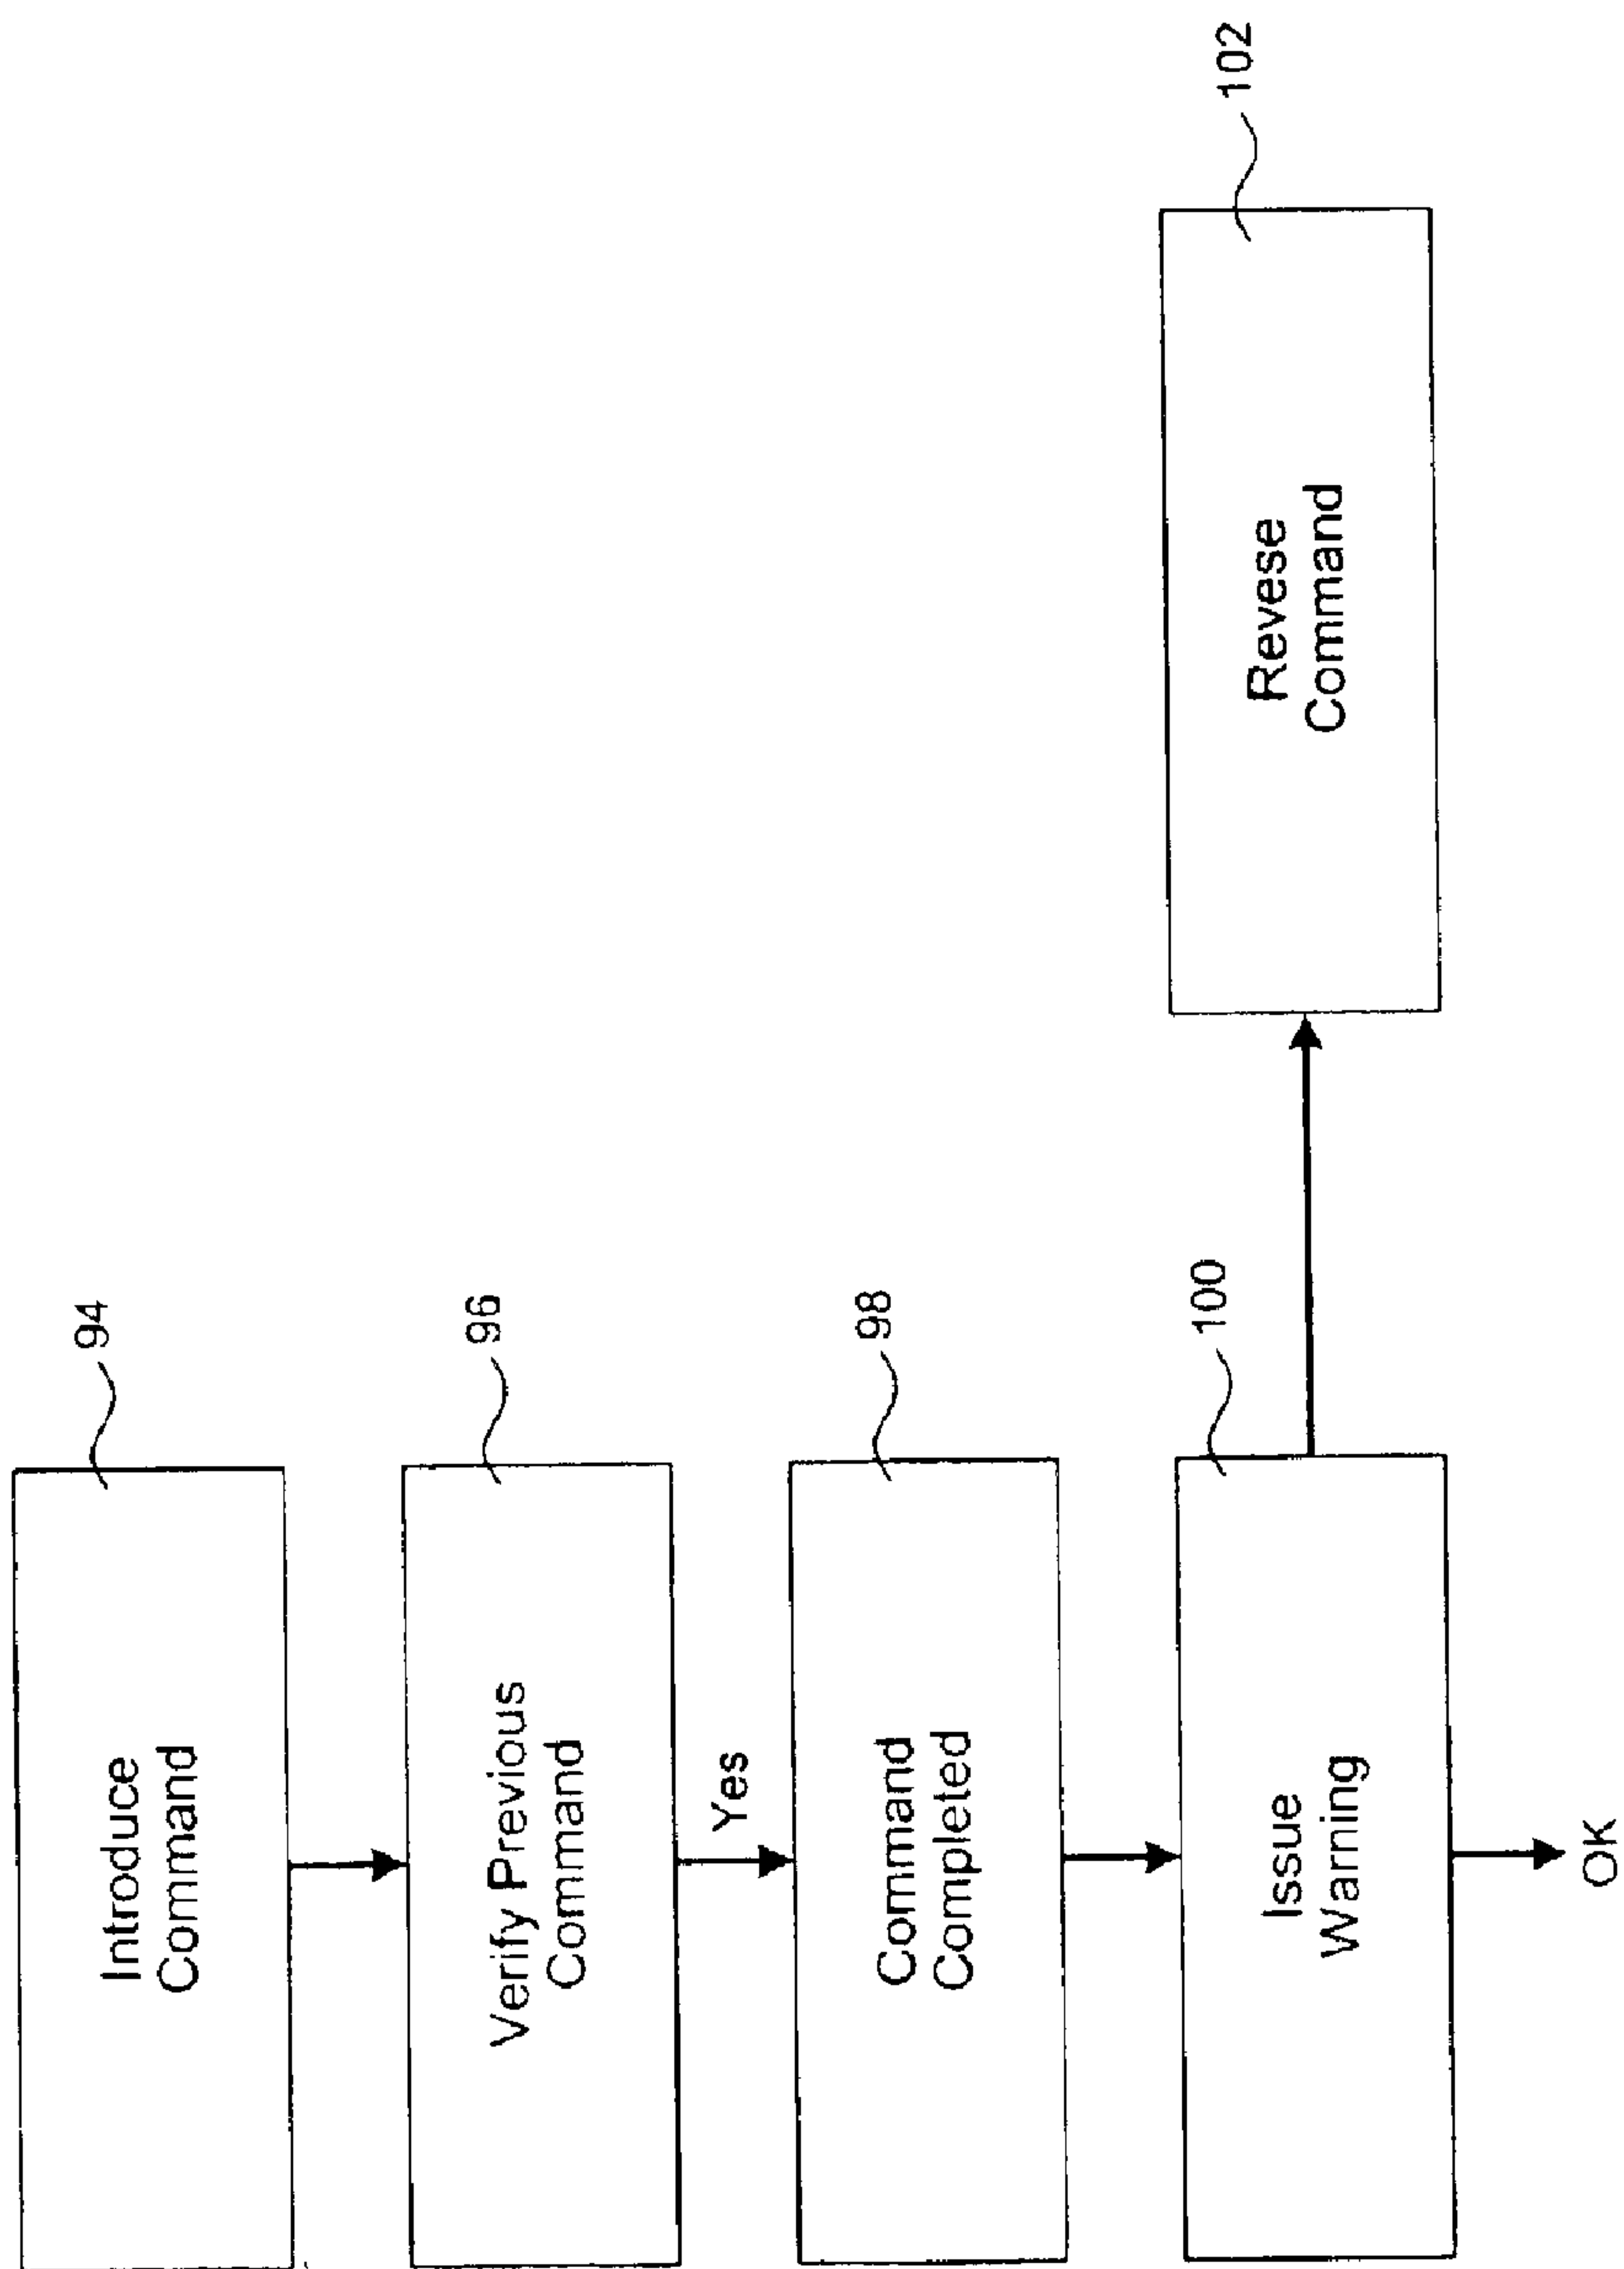 94
Introduce
Command
96
Verify Previous
Command
Yes
98
Command
Completed
100
Issue
Warning
OK
102
Revese
Command